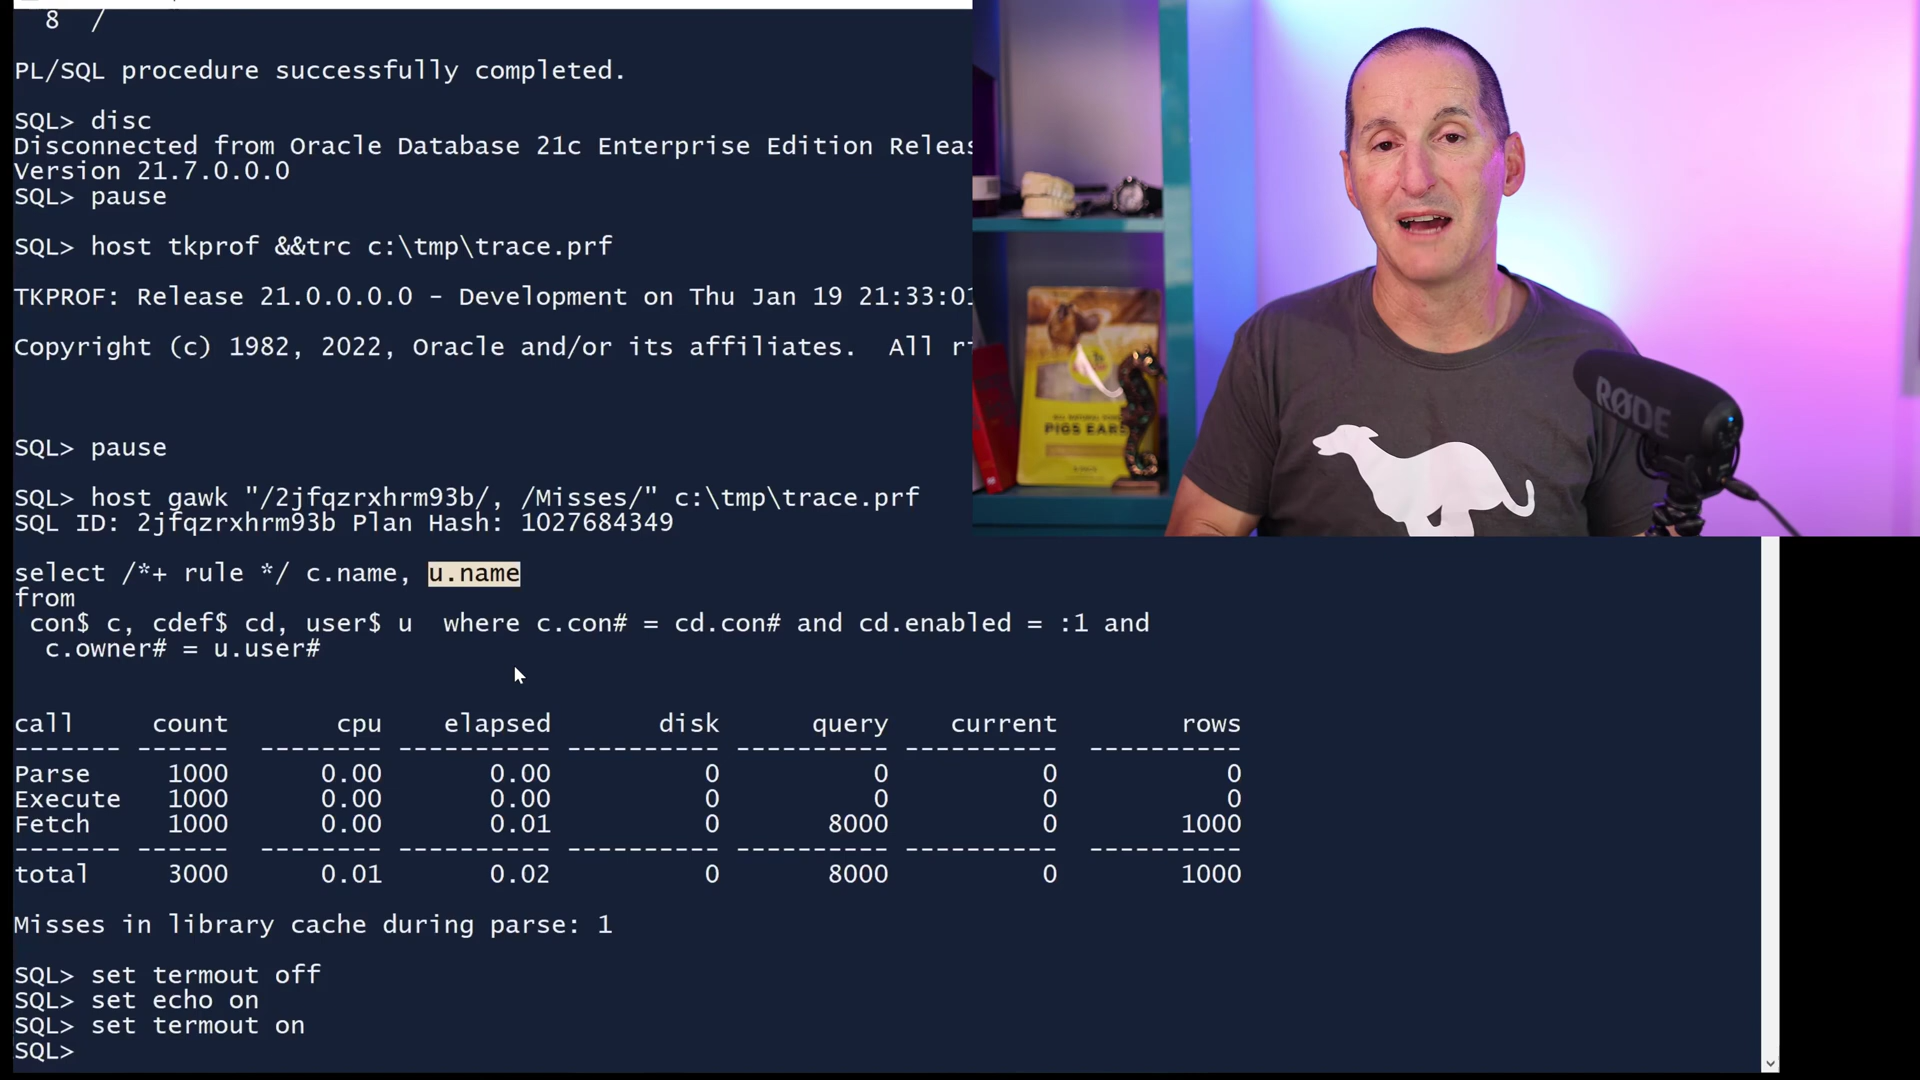 8  /
PL/SQL procedure successfully completed.
SQL> disc
Disconnected from Oracle Database 21c Enterprise Edition Releas
Version 21.7.0.0.0
SQL> pause
SQL> host tkprof &&trc c:\tmp\trace.prf
TKPROF: Release 21.0.0.0.0 - Development on Thu Jan 19 21:33:01
Copyright (c) 1982, 2022, Oracle and/or its affiliates.  All ri
SQL> pause
SQL> host gawk "/2jfqzrxhrm93b/, /Misses/" c:\tmp\trace.prf
SQL ID: 2jfqzrxhrm93b Plan Hash: 1027684349
select /*+ rule */ c.name, u.name
from
con$ c, cdef$ cd, user$ u  where c.con# = cd.con# and cd.enabled = :1 and
c.owner# = u.user#
call     count       cpu    elapsed       disk      query    current        rows
------- ------  -------- ---------- ---------- ---------- ----------  ----------
Parse     1000      0.00       0.00          0          0          0           0
Execute   1000      0.00       0.00          0          0          0           0
Fetch     1000      0.00       0.01          0       8000          0        1000
------- ------  -------- ---------- ---------- ---------- ----------  ----------
total     3000      0.01       0.02          0       8000          0        1000
Misses in library cache during parse: 1
SQL> set termout off
SQL> set echo on
SQL> set termout on
SQL>
PIGS EARS
RØDE